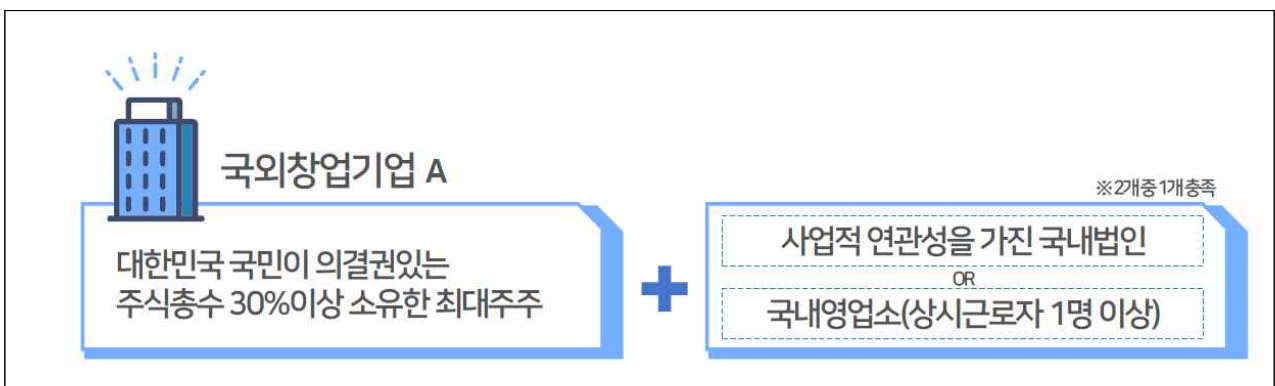 국외창업기업 A
대한민국 국민이 의결권있는
주식총수 30%이상 소유한 최대주주
※2개중 1개충족
사업적 연관성을 가진 국내법인
OR
국내영업소(상시근로자 1명 이상)